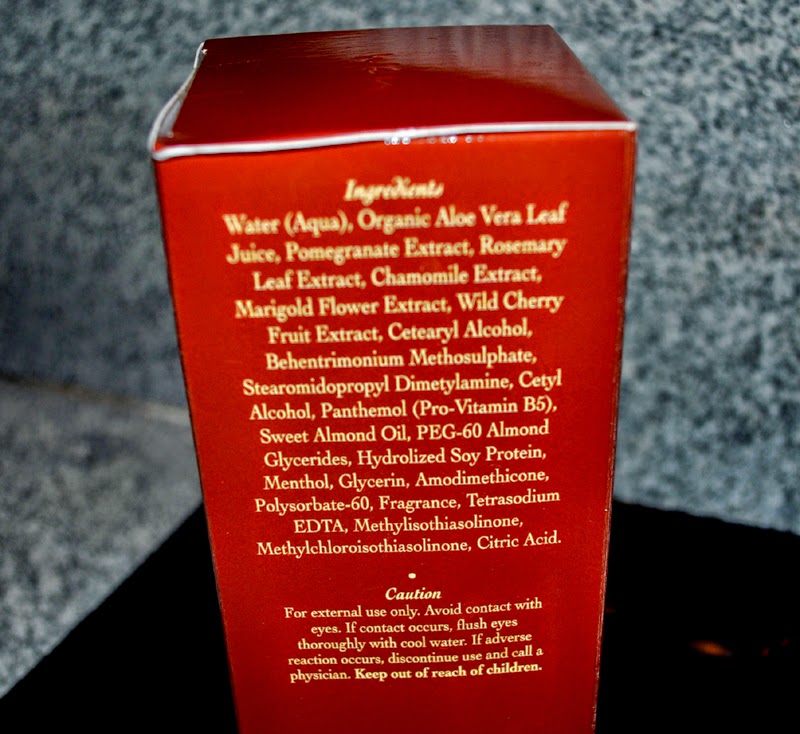 Ingredients
Water (Aqua), Organic Aloe Vera Leaf
Juice, Pomegranate Extract, Rosemary
Leaf Extract, Chamomile Extract,
Marigold Flower Extract, Wild Cherry
Fruit Extract, Cetearyl Alcohol,
Behentrimonium Methosulphate,
Stearomidopropyl Dimetylamine, Cetyl
Alcohol, Panthemol (Pro-Vitamin B5),
Sweet Almond Oil, PEG-60 Almond
Glycerides, Hydrolized Soy Protein,
Menthol, Glycerin, Amodimethicone,
Polysorbate-60, Fragrance, Tetrasodium
EDTA, Methylisothiasolinone,
Methylchloroisothiasolinone, Citric Acid.
•
Caution
For external use only. Avoid contact with
eyes. If contact occurs, flush eyes
thoroughly with cool water. If adverse
reaction occurs, discontinue use and call a
physician. Keep out of reach of children.